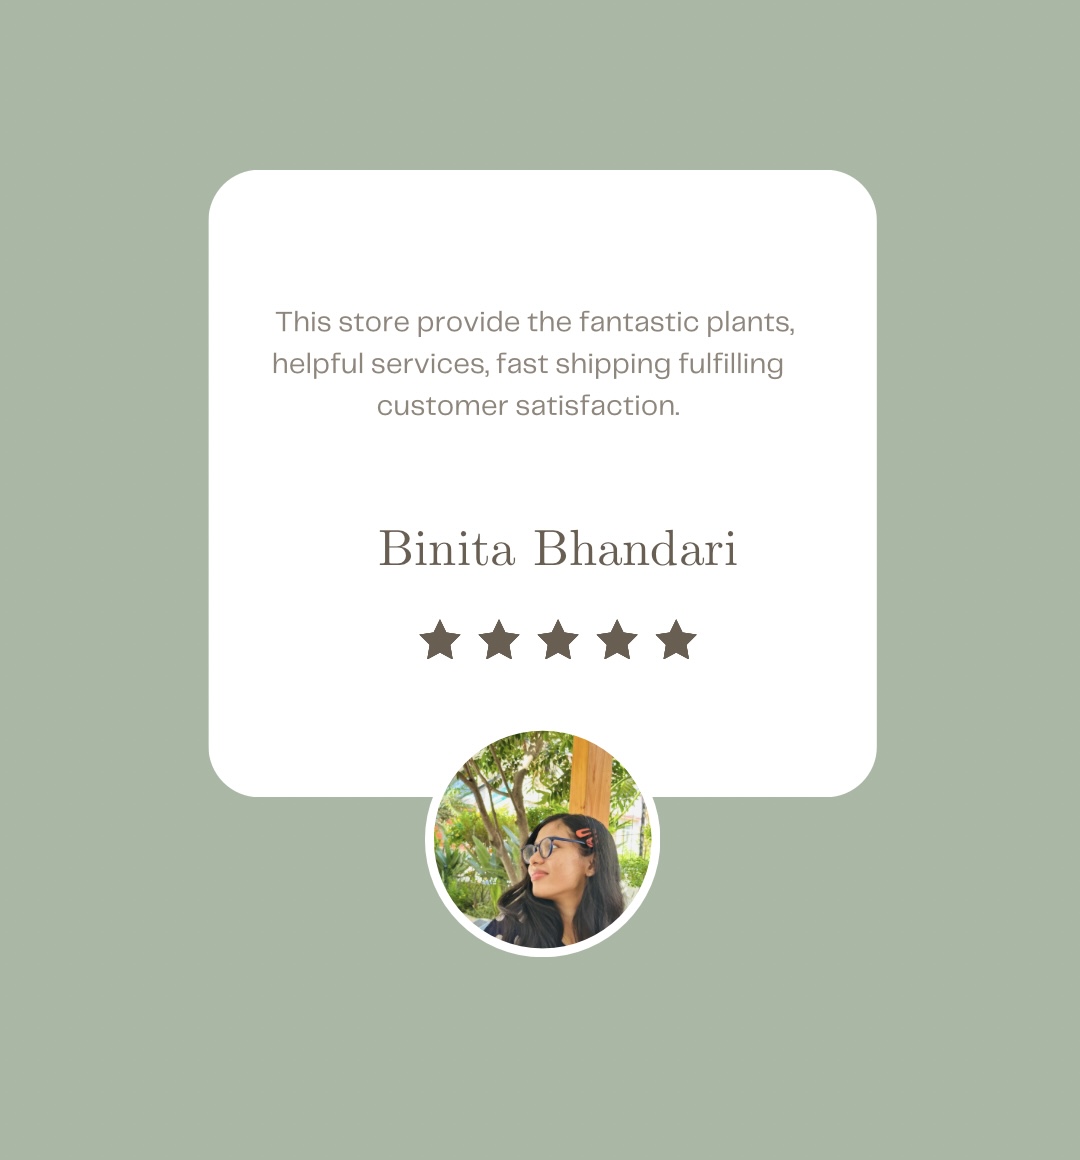 This store provide the fantastic plants,
helpful services, fast shipping fulfilling
customer satisfaction.
Binita Bhandari